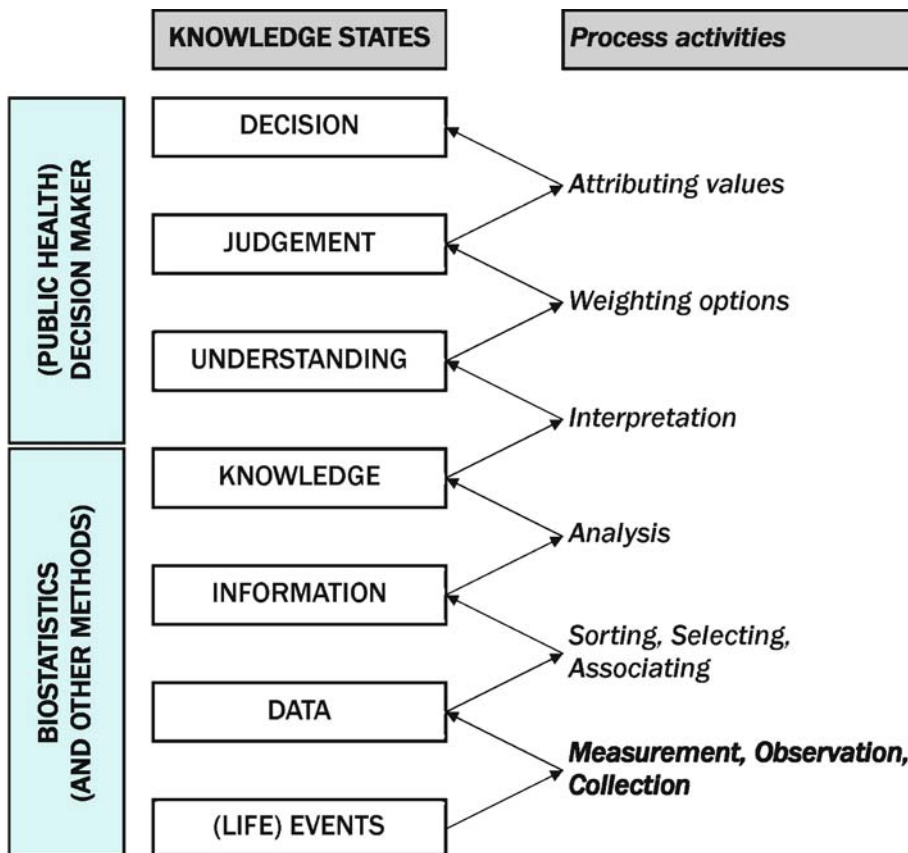 KNOWLEDGE STATES
Process activities
(PUBLIC HEALTH)
DECISION MAKER
DECISION
Attributing values
JUDGEMENT
Weighting options
UNDERSTANDING
Interpretation
BIOSTATISTICS
(AND OTHER METHODS)
KNOWLEDGE
Analysis
INFORMATION
Sorting, Selecting,
Associating
DATA
Measurement, Observation,
Collection
(LIFE) EVENTS